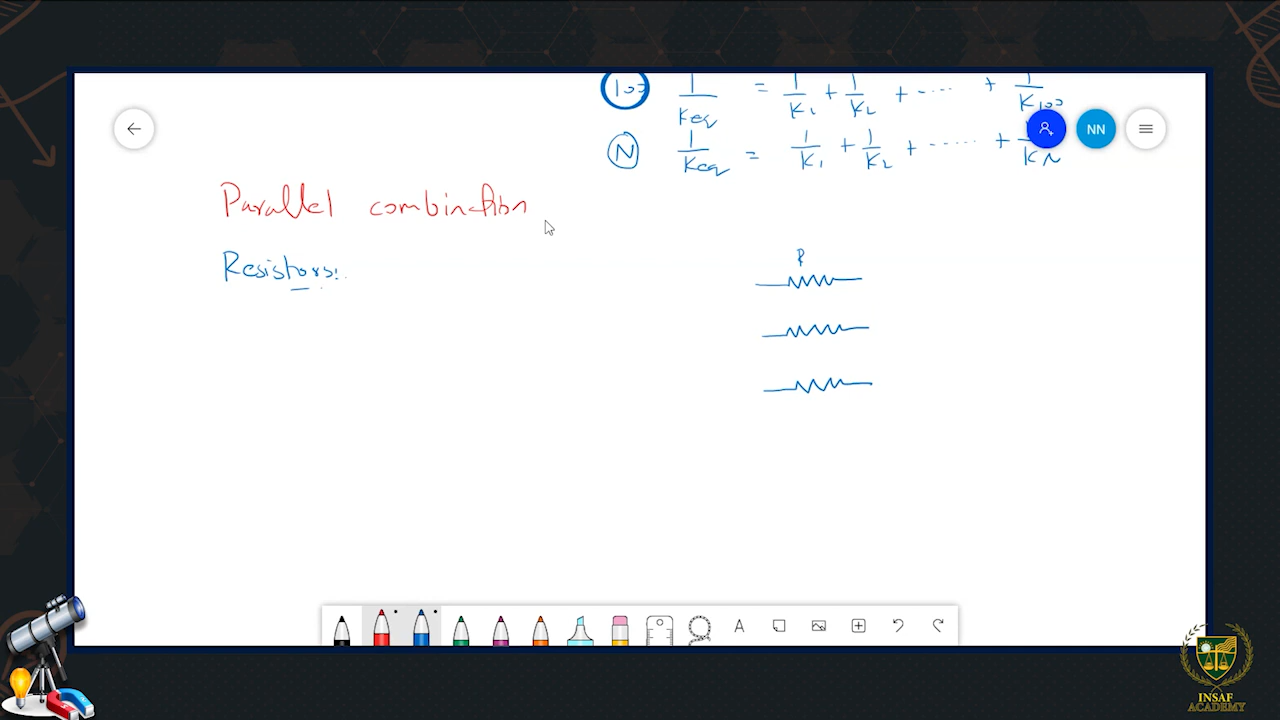 100 1/Keq = 1/K1 + 1/K2 + ..... + 1/K100
N 1/Keq = 1/K1 + 1/K2 + ..... + 1/KN
NN
Parallel combination
Resistors:
R
A
INSAF
ACADEMY